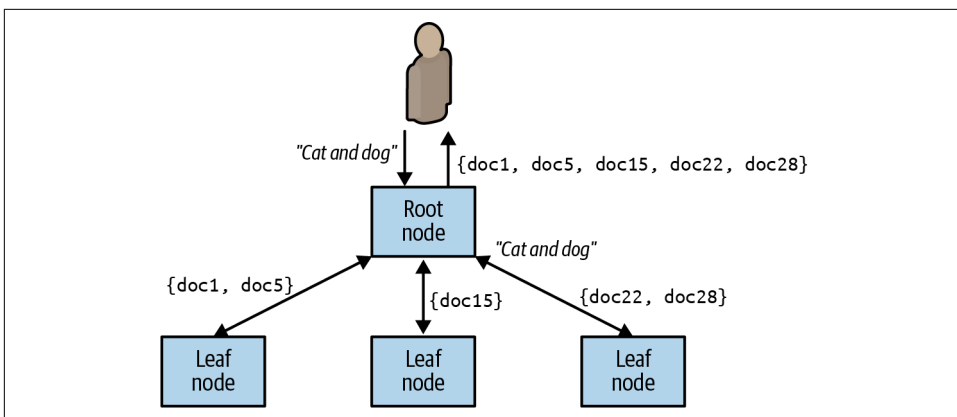 "Cat and dog"
{doc1, doc5, doc15, doc22, doc28}
Root
node
"Cat and dog"
{doc1, doc5}
{doc15}
{doc22, doc28}
Leaf
node
Leaf
node
Leaf
node